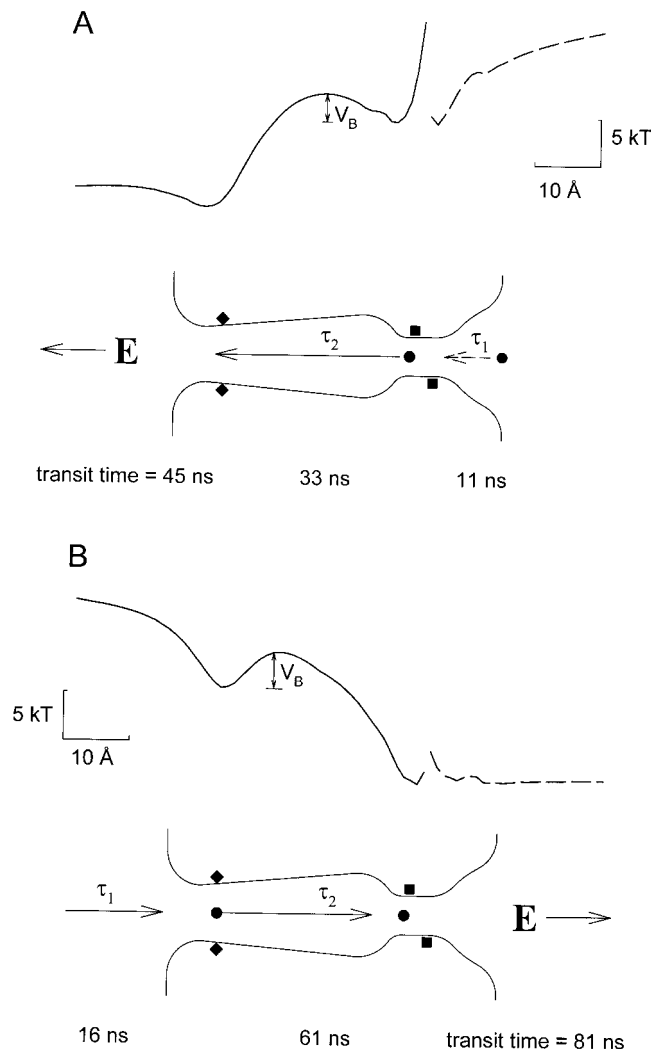 A
V_B
5 kT
10 Å
E
τ₂
τ₁
transit time = 45 ns 33 ns 11 ns
B
V_B
5 kT
10 Å
τ₁
τ₂
E
16 ns 61 ns transit time = 81 ns